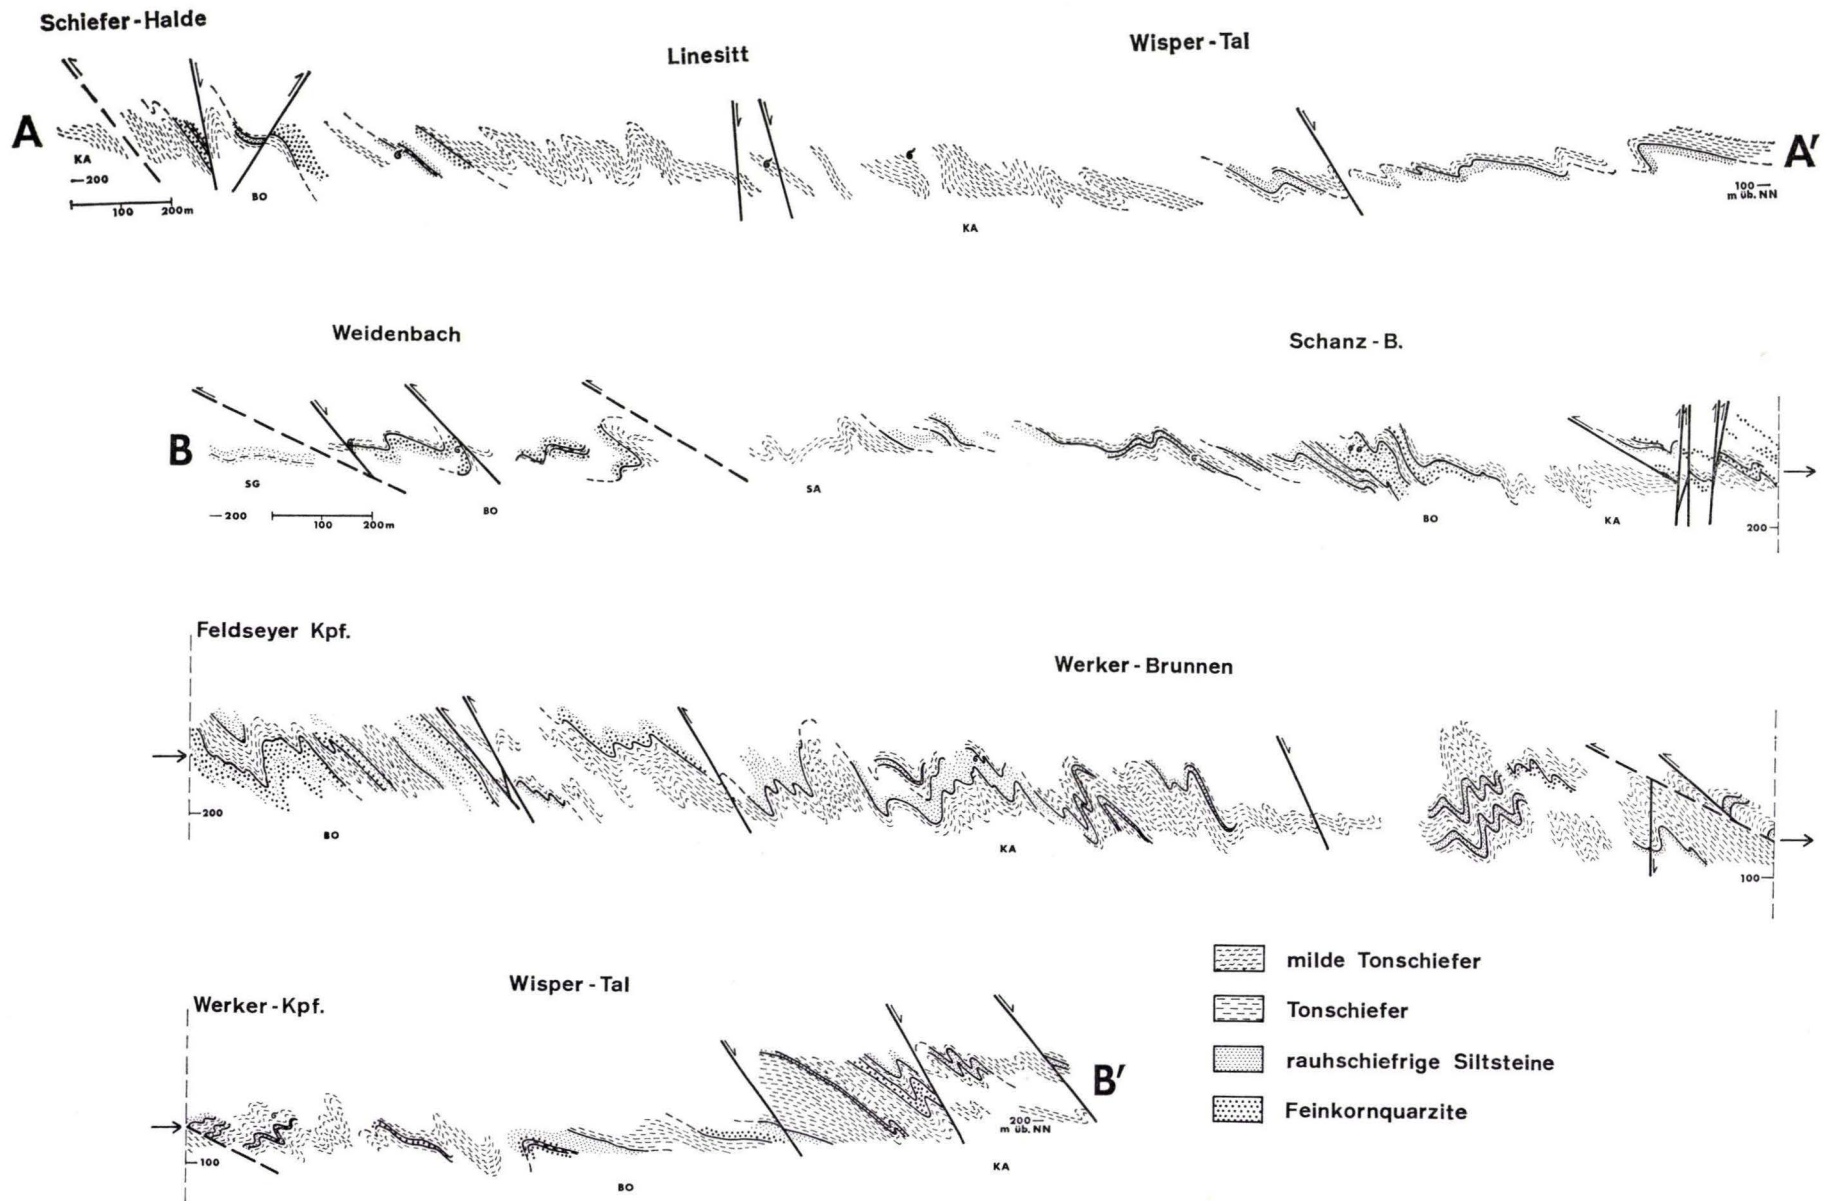 Schiefer-Halde
Linesitt
Wisper-Tal
A
KA
200
100 200m
BO
KA
A'
100
m üb. NN
Weidenbach
Schanz-B.
B
SG
200
100 200m
BO
SA
BO
KA
200
Feldseyer Kpf.
Werker-Brunnen
200
BO
KA
100
Werker-Kpf.
Wisper-Tal
100
BO
B'
200
m üb. NN
KA
milde Tonschiefer
Tonschiefer
rauhschiefrige Siltsteine
Feinkornquarzite